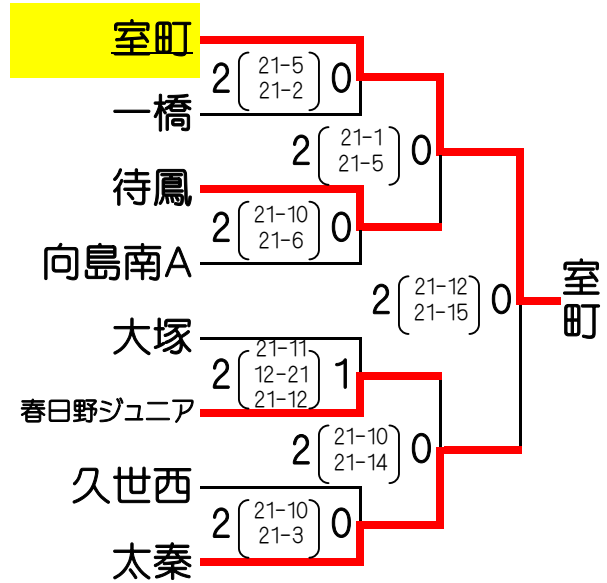 室町
2 ( 21-5 ) 0
21-2
一橋
2 ( 21-1 ) 0
21-5
待鳳
2 ( 21-10 ) 0
21-6
向島南A
室町
2 ( 21-12 ) 0
21-15
大塚
2 ( 21-11 ) 1
12-21
21-12
春日野ジュニア
2 ( 21-10 ) 0
21-14
久世西
2 ( 21-10 ) 0
21-3
太秦